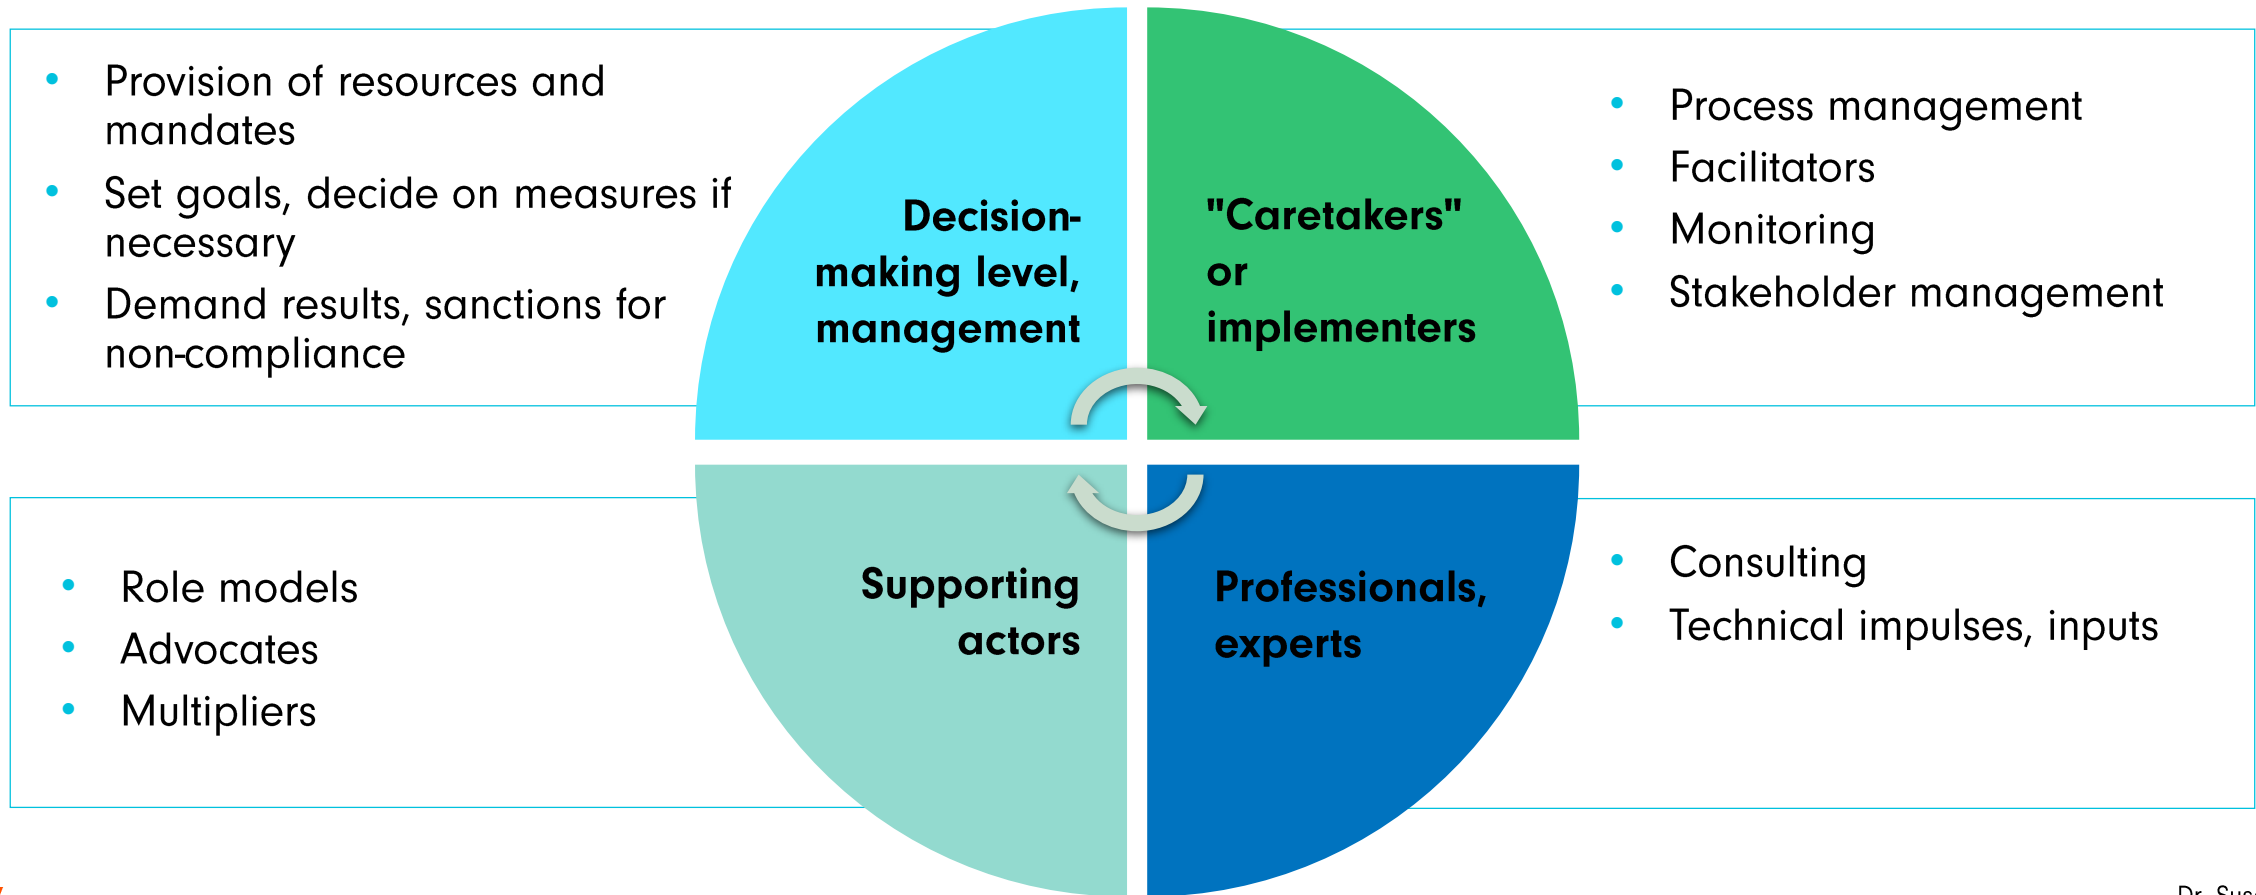 • Provision of resources and
mandates
• Set goals, decide on measures if
necessary
• Demand results, sanctions for
non-compliance
Decision-
making level,
management
"Caretakers"
or
implementers
• Process management
• Facilitators
• Monitoring
• Stakeholder management
• Role models
• Advocates
• Multipliers
Supporting
actors
Professionals,
experts
• Consulting
• Technical impulses, inputs
Dr.